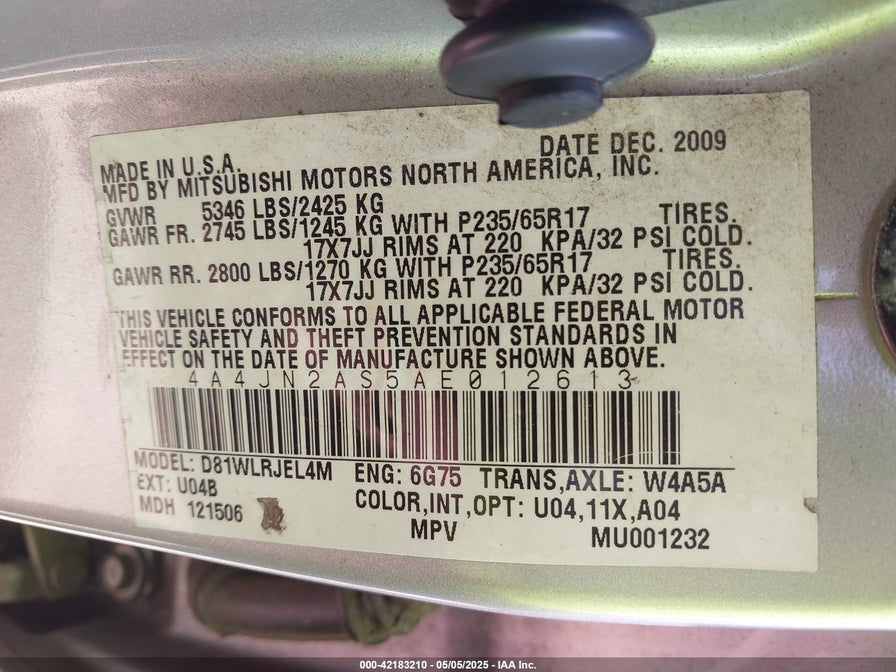 DATE DEC. 2009
MADE IN U.S.A.
MFD BY MITSUBISHI MOTORS NORTH AMERICA, INC.
GVWR 5346 LBS/2425 KG
GAWR FR. 2745 LBS/1245 KG WITH P235/65R17 TIRES.
17X7JJ RIMS AT 220 KPA/32 PSI COLD.
GAWR RR. 2800 LBS/1270 KG WITH P235/65R17 TIRES.
17X7JJ RIMS AT 220 KPA/32 PSI COLD.
THIS VEHICLE CONFORMS TO ALL APPLICABLE FEDERAL MOTOR
VEHICLE SAFETY AND THEFT PREVENTION STANDARDS IN
EFFECT ON THE DATE OF MANUFACTURE SHOWN ABOVE.
4A4JN2AS5AE012613
MODEL: D81WLRJEL4M ENG: 6G75 TRANS,AXLE: W4A5A
EXT: U04B COLOR,INT,OPT: U04,11X,A04
MDH 121506 MPV MU001232
000-42183210 - 05/05/2025 - IAA Inc.